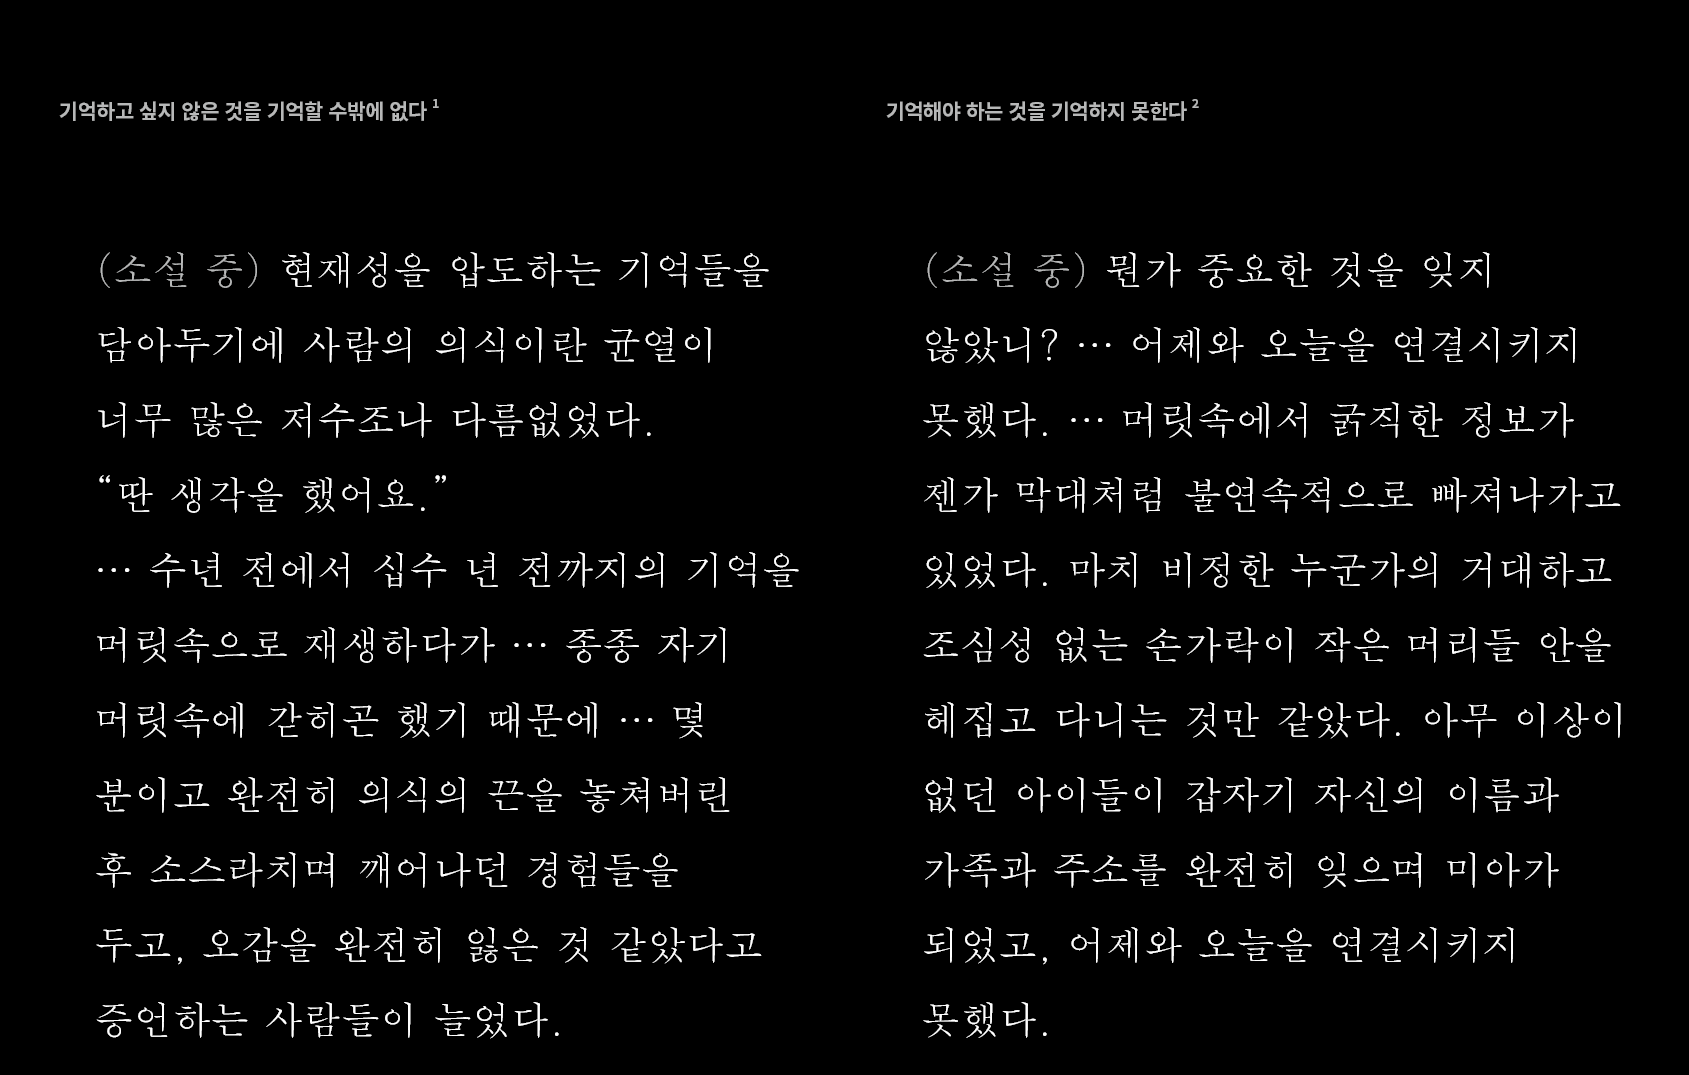 기억하고 싶지 않은 것을 기억할 수밖에 없다 1
(소설 중) 현재성을 압도하는 기억들을
담아두기에 사람의 의식이란 균열이
너무 많은 저수조나 다름없었다.
“딴 생각을 했어요.”
… 수년 전에서 십수 년 전까지의 기억을
머릿속으로 재생하다가 … 종종 자기
머릿속에 갇히곤 했기 때문에 … 몇
분이고 완전히 의식의 끈을 놓쳐버린
후 소스라치며 깨어나던 경험들을
두고, 오감을 완전히 잃은 것 같았다고
증언하는 사람들이 늘었다.
기억해야 하는 것을 기억하지 못한다 2
(소설 중) 뭔가 중요한 것을 잊지
않았니? … 어제와 오늘을 연결시키지
못했다. … 머릿속에서 굵직한 정보가
젠가 막대처럼 불연속적으로 빠져나가고
있었다. 마치 비정한 누군가의 거대하고
조심성 없는 손가락이 작은 머리들 안을
헤집고 다니는 것만 같았다. 아무 이상이
없던 아이들이 갑자기 자신의 이름과
가족과 주소를 완전히 잊으며 미아가
되었고, 어제와 오늘을 연결시키지
못했다.